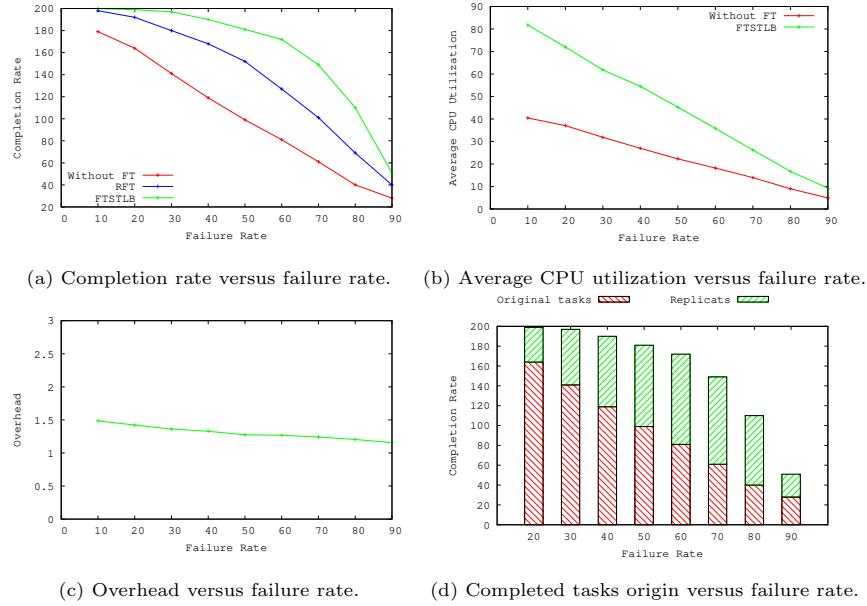 200
180
160
140
120
100
80
60
40
20
Completion Rate
Without FT
RFT
FTSTLB
0 10 20 30 40 50 60 70 80 90
Failure Rate
(a) Completion rate versus failure rate.
90
80
70
60
50
40
30
20
10
0
Average CPU Utilization
Without FT
FTSTLB
0 10 20 30 40 50 60 70 80 90
Failure Rate
(b) Average CPU utilization versus failure rate.
3
2.5
2
1.5
1
0.5
0
Overhead
0 10 20 30 40 50 60 70 80 90
Failure Rate
(c) Overhead versus failure rate.
Original tasks Replicats
200
180
160
140
120
100
80
60
40
20
0
Completion Rate
20 30 40 50 60 70 80 90
Failure Rate
(d) Completed tasks origin versus failure rate.